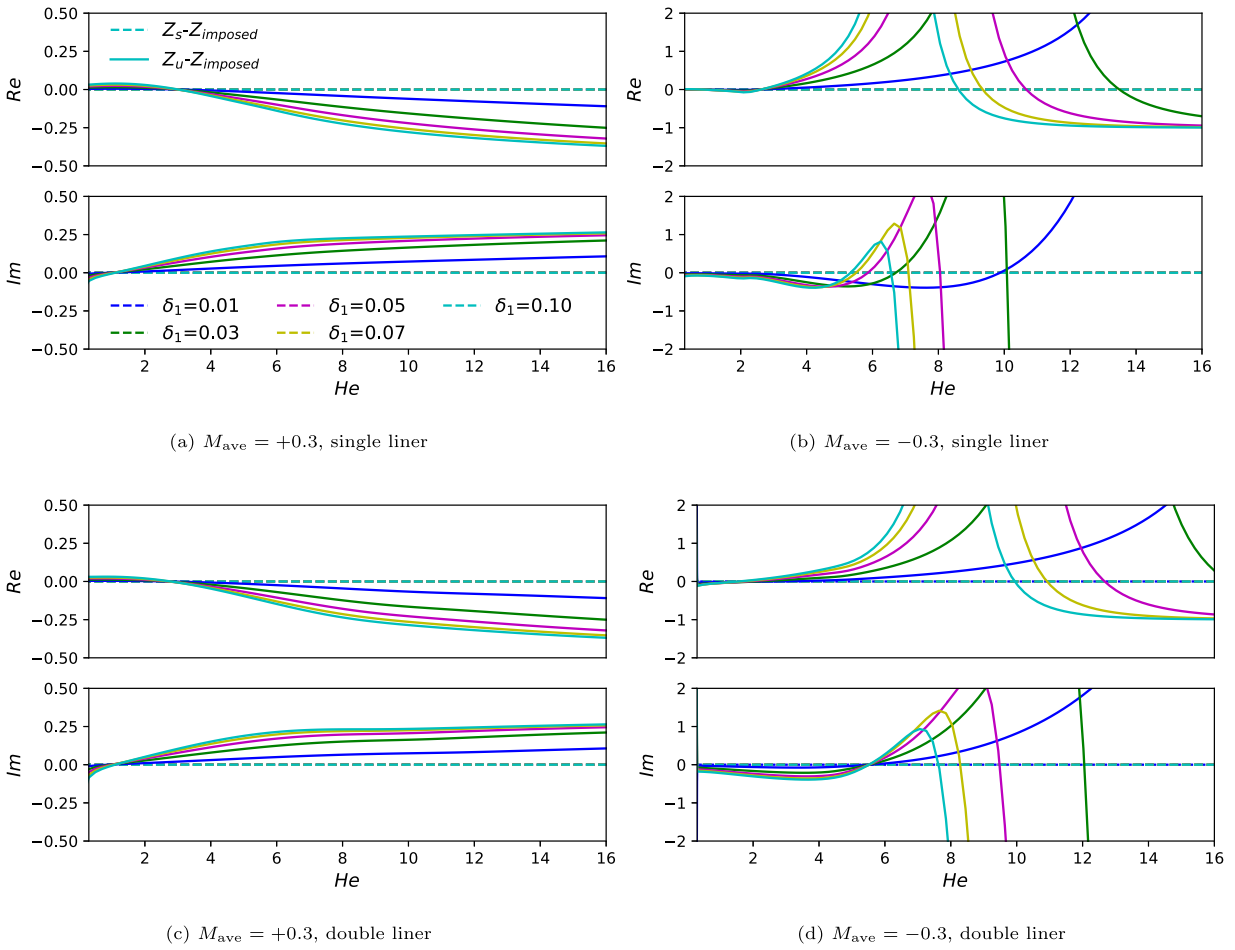 0.50
0.25
0.00
−0.25
−0.50
Re
Z_s-Z_imposed
Z_u-Z_imposed
0.50
0.25
0.00
−0.25
−0.50
Im
δ₁=0.01 δ₁=0.05 δ₁=0.10
δ₁=0.03 δ₁=0.07
2 4 6 8 10 12 14 16
He
(a) M_ave = +0.3, single liner
2
1
0
−1
−2
Re
2
1
0
−1
−2
Im
2 4 6 8 10 12 14 16
He
(b) M_ave = −0.3, single liner
0.50
0.25
0.00
−0.25
−0.50
Re
0.50
0.25
0.00
−0.25
−0.50
Im
2 4 6 8 10 12 14 16
He
(c) M_ave = +0.3, double liner
2
1
0
−1
−2
Re
2
1
0
−1
−2
Im
2 4 6 8 10 12 14 16
He
(d) M_ave = −0.3, double liner